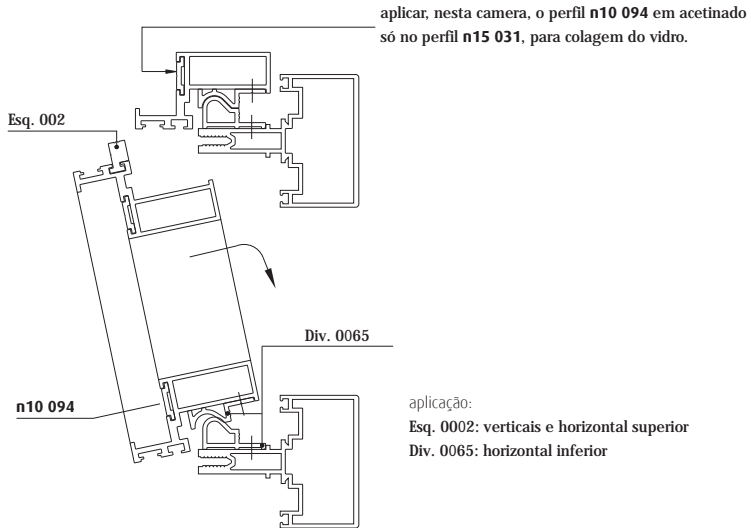 aplicar, nesta camera, o perfil n10 094 em acetinado
só no perfil n15 031, para colagem do vidro.
Esq. 002
Div. 0065
n10 094
aplicação:
Esq. 0002: verticais e horizontal superior
Div. 0065: horizontal inferior